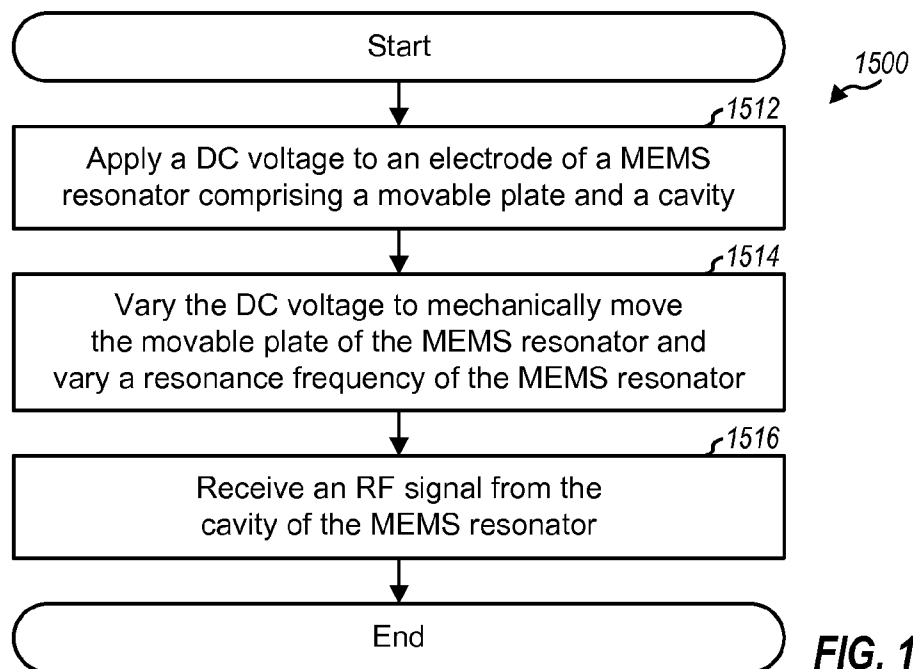 Start
1500
1512
Apply a DC voltage to an electrode of a MEMS
resonator comprising a movable plate and a cavity
1514
Vary the DC voltage to mechanically move
the movable plate of the MEMS resonator and
vary a resonance frequency of the MEMS resonator
1516
Receive an RF signal from the
cavity of the MEMS resonator
End
FIG. 1